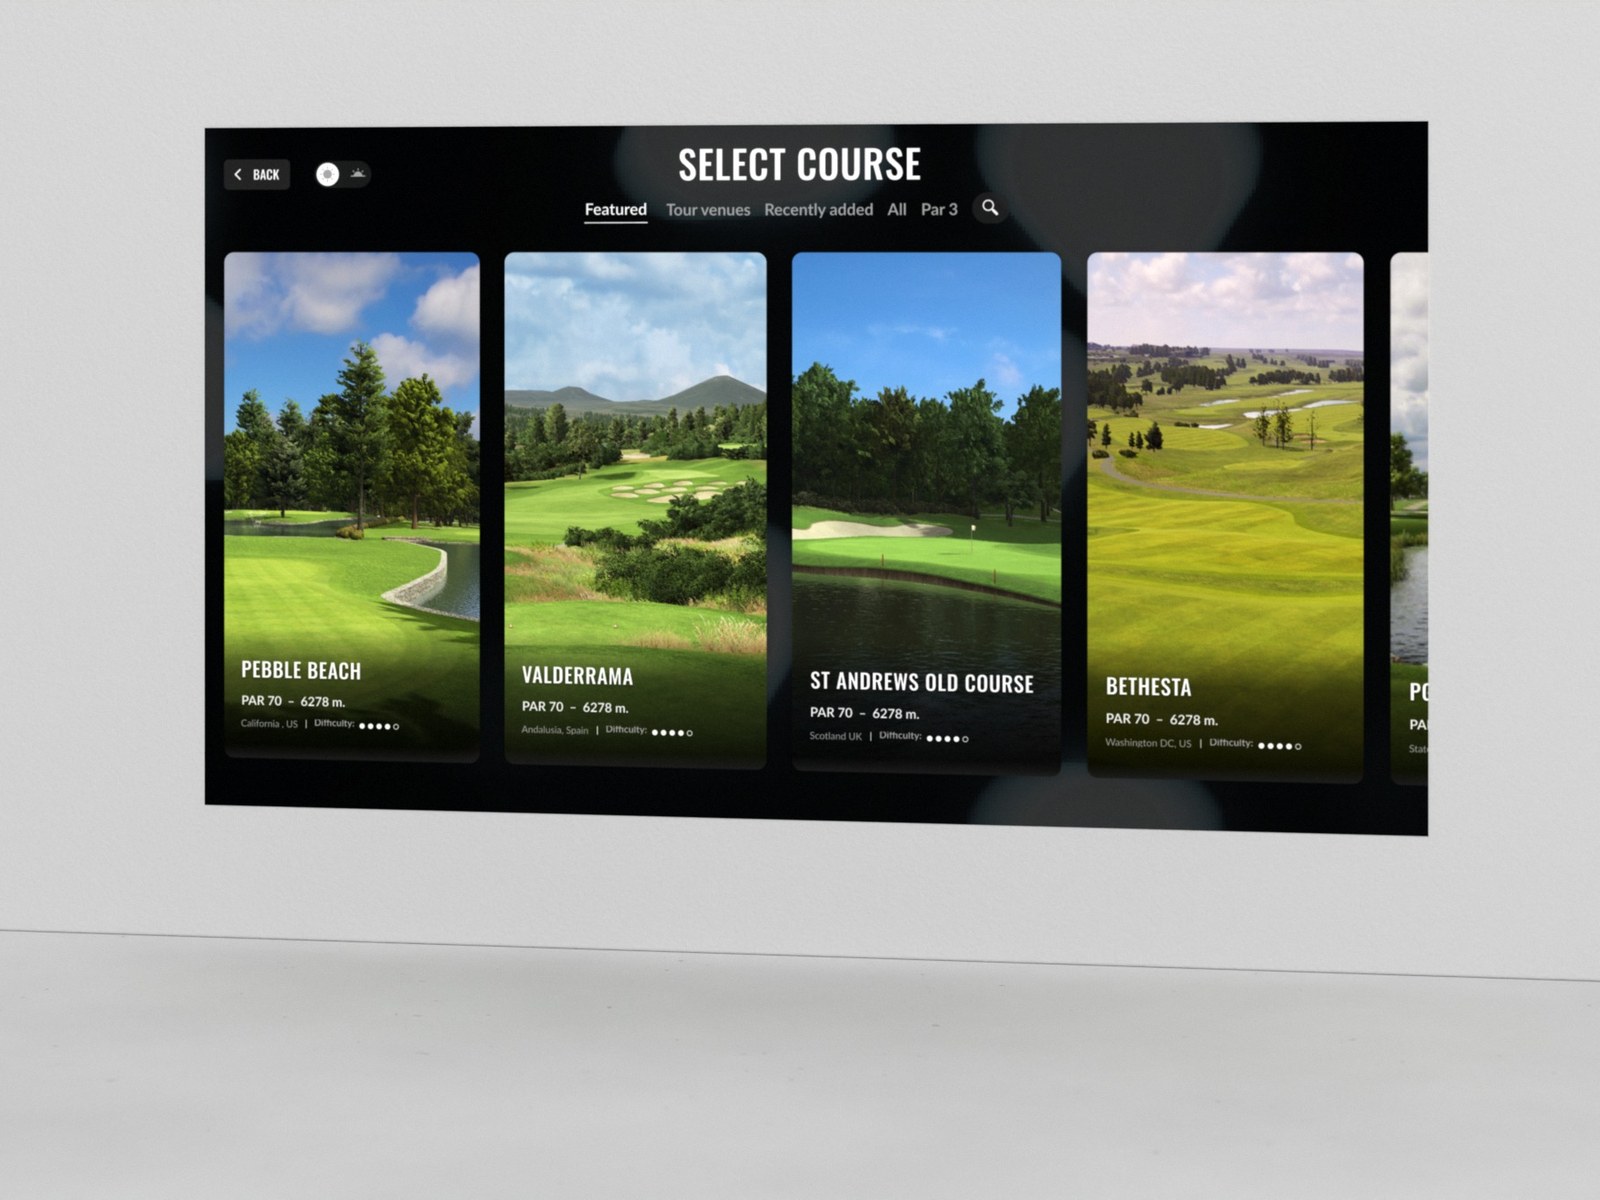 SELECT COURSE
BACK
Featured Tour venues Recently added All Par 3
PEBBLE BEACH
PAR 70 – 6278 m.
California , US | Difficulty:
VALDERRAMA
PAR 70 – 6278 m.
Andalusia, Spain | Difficulty:
ST ANDREWS OLD COURSE
PAR 70 – 6278 m.
Scotland UK | Difficulty:
BETHESTA
PAR 70 – 6278 m.
Washington DC, US | Difficulty: